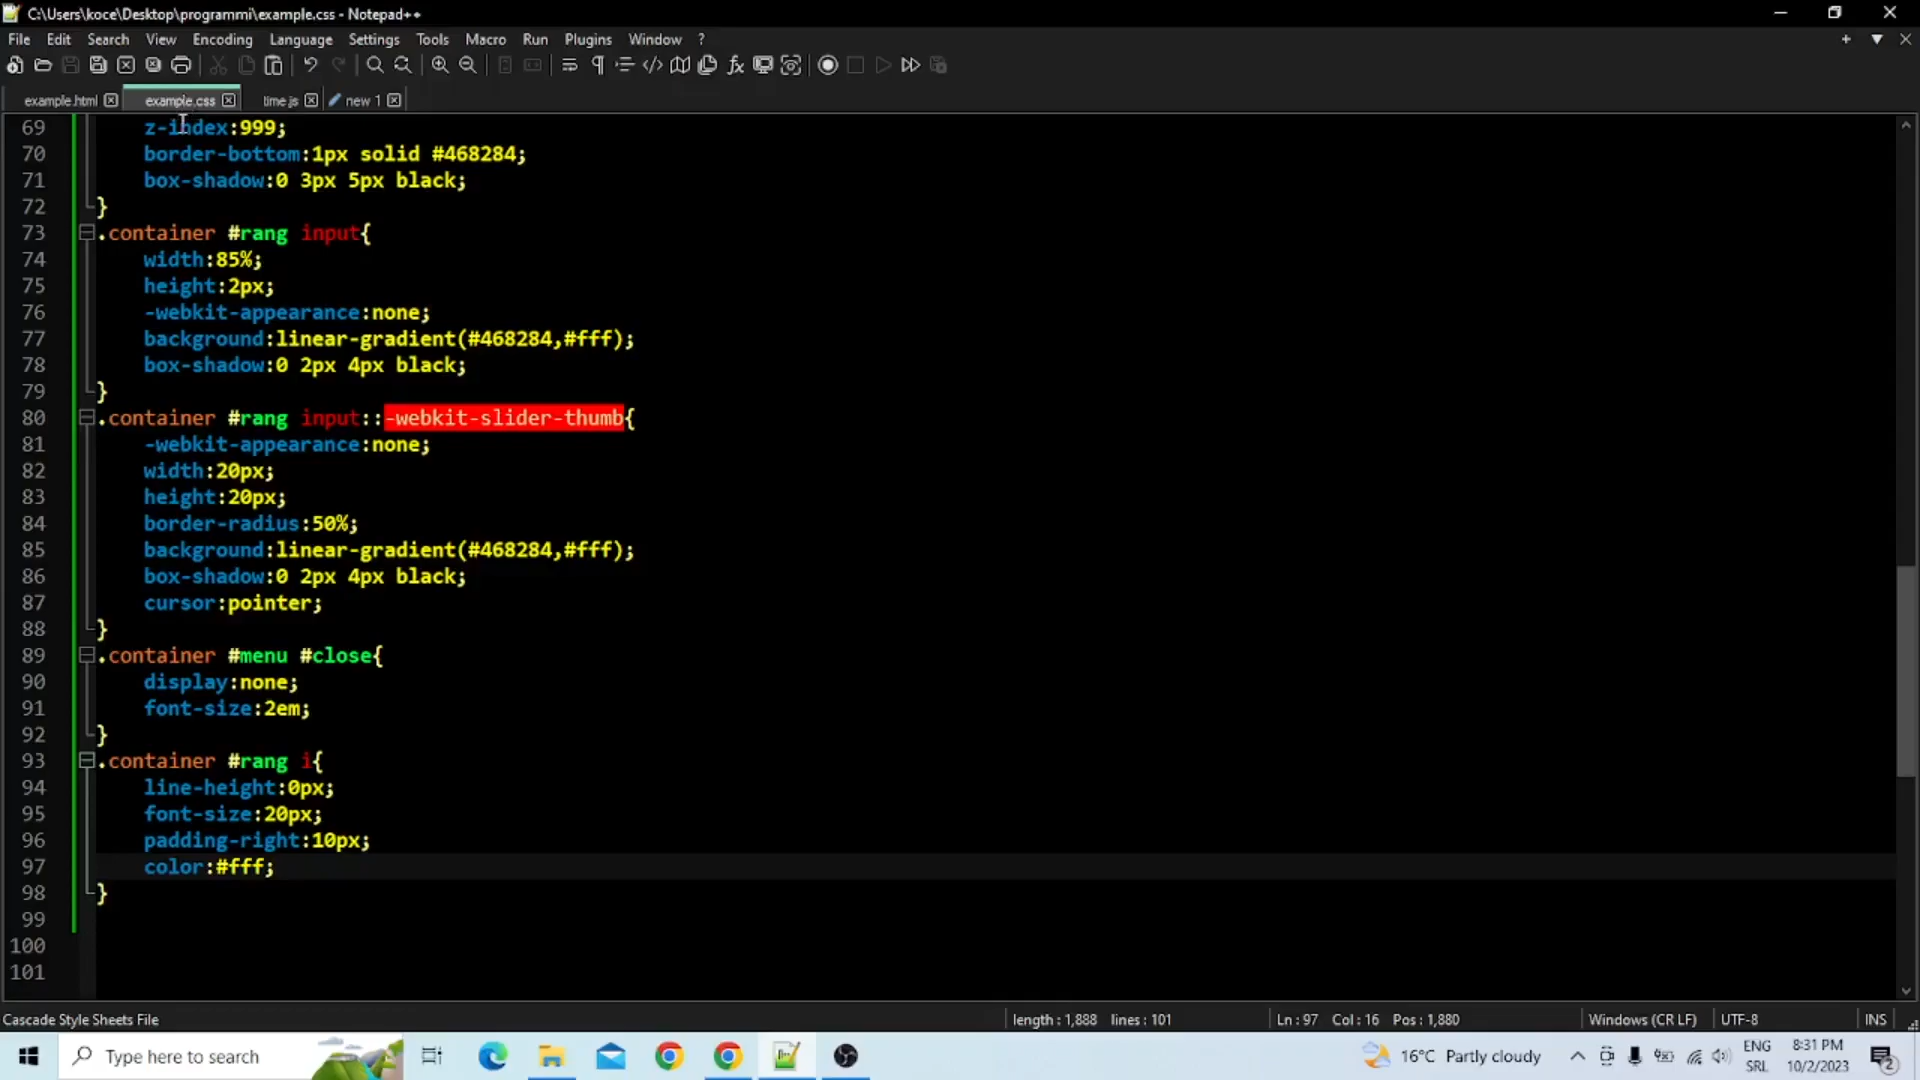 C:\Users\koce\Desktop\programmi\example.css - Notepad++
File Edit Search View Encoding Language Settings Tools Macro Run Plugins Window ?
example.html example.css time.js new 1
69 z-index:999;
70 border-bottom:1px solid #468284;
71 box-shadow:0 3px 5px black;
72 }
73 .container #rang input{
74 width:85%;
75 height:2px;
76 -webkit-appearance:none;
77 background:linear-gradient(#468284,#fff);
78 box-shadow:0 2px 4px black;
79 }
80 .container #rang input::-webkit-slider-thumb{
81 -webkit-appearance:none;
82 width:20px;
83 height:20px;
84 border-radius:50%;
85 background:linear-gradient(#468284,#fff);
86 box-shadow:0 2px 4px black;
87 cursor:pointer;
88 }
89 .container #menu #close{
90 display:none;
91 font-size:2em;
92 }
93 .container #rang i{
94 line-height:0px;
95 font-size:20px;
96 padding-right:10px;
97 color:#fff;
98 }
99
100
101
Cascade Style Sheets File length : 1,888 lines : 101 Ln : 97 Col : 16 Pos : 1,880 Windows (CR LF) UTF-8 INS
Type here to search 16°C Partly cloudy ENG SRL 8:31 PM 10/2/2023 2